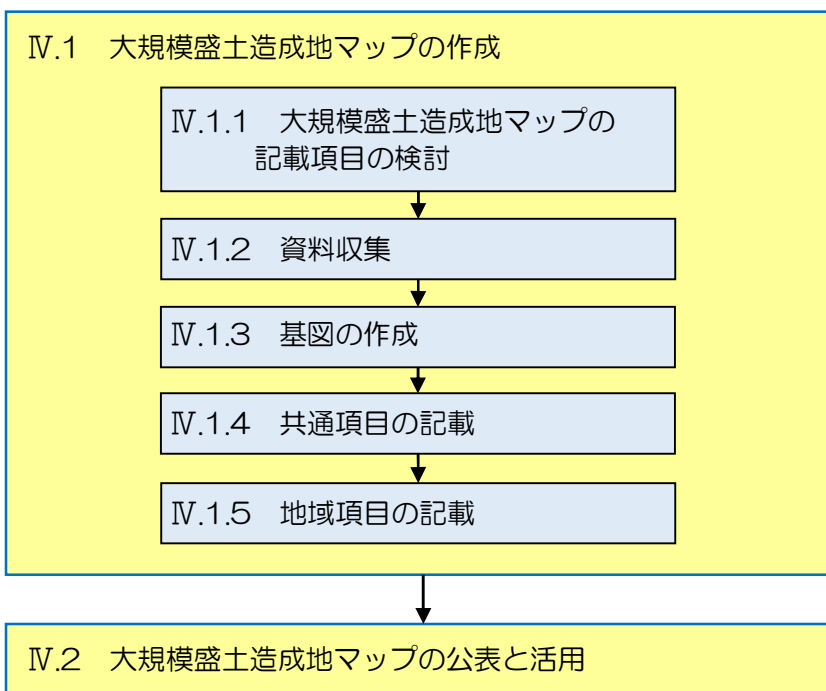 Ⅳ.1　大規模盛土造成地マップの作成
Ⅳ.1.1　大規模盛土造成地マップの
記載項目の検討
Ⅳ.1.2　資料収集
Ⅳ.1.3　基図の作成
Ⅳ.1.4　共通項目の記載
Ⅳ.1.5　地域項目の記載
Ⅳ.2　大規模盛土造成地マップの公表と活用